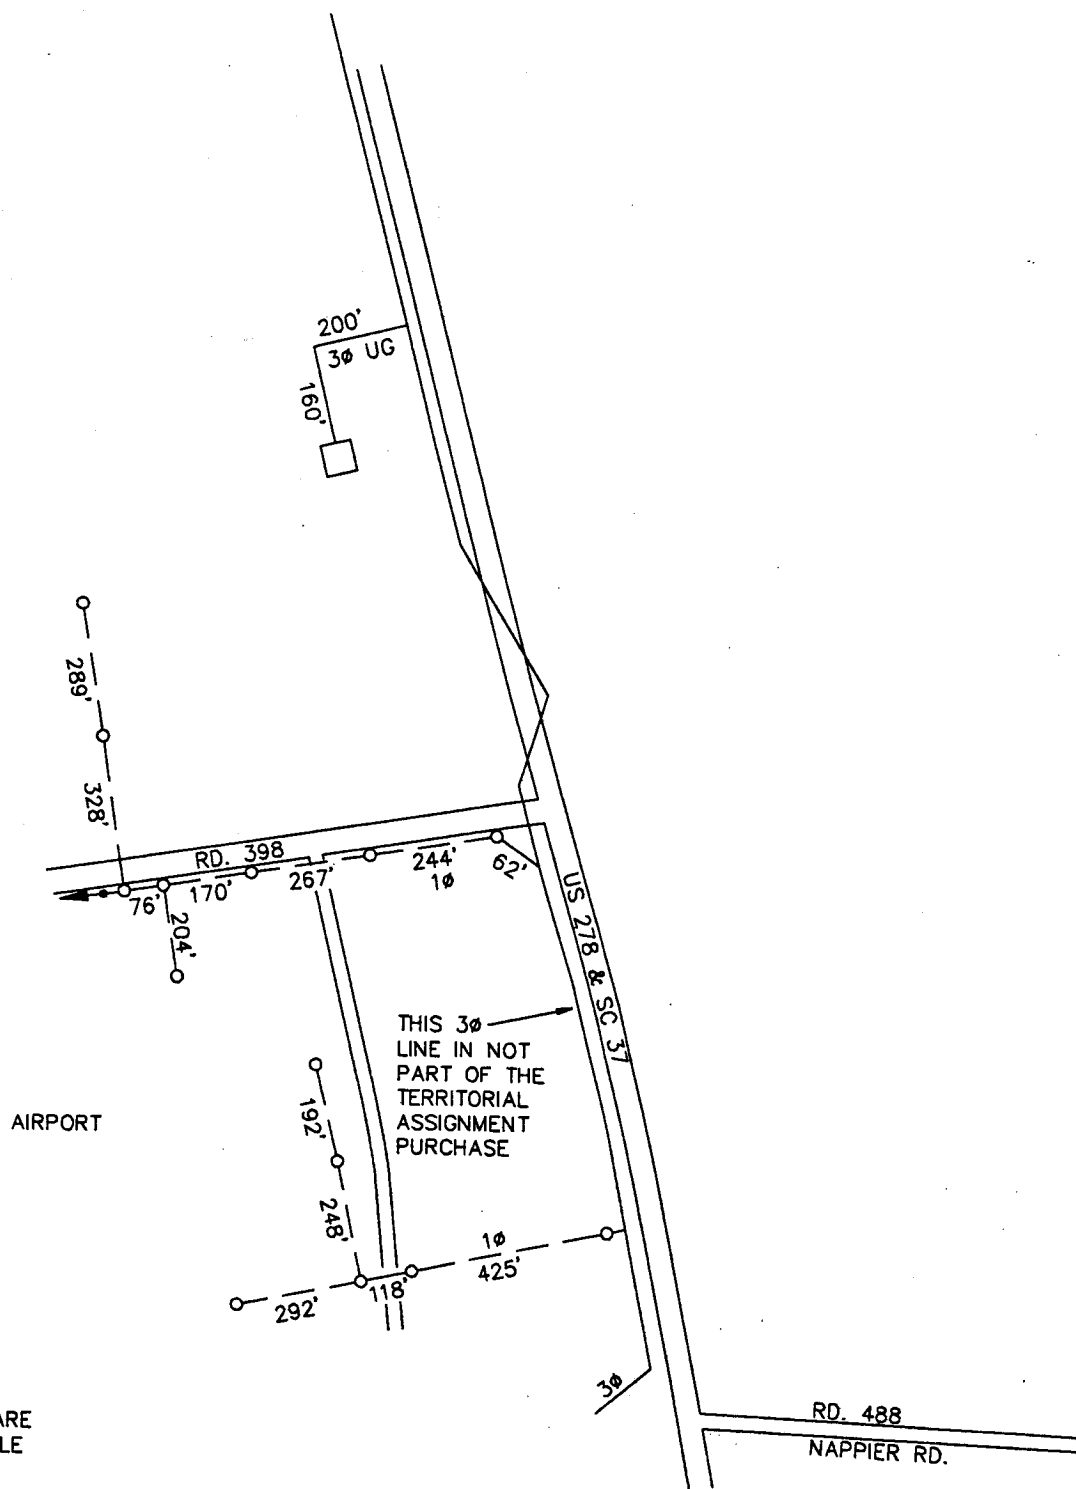 200'
3ø UG
160'
289'
328'
RD. 398
244'
1ø
62'
267'
170'
76'
204'
US 278 & SC 37
THIS 3ø
LINE IN NOT
PART OF THE
TERRITORIAL
ASSIGNMENT
PURCHASE
AIRPORT
192'
248'
1ø
425'
118'
292'
3ø
ARE
LE
RD. 488
NAPPIER RD.